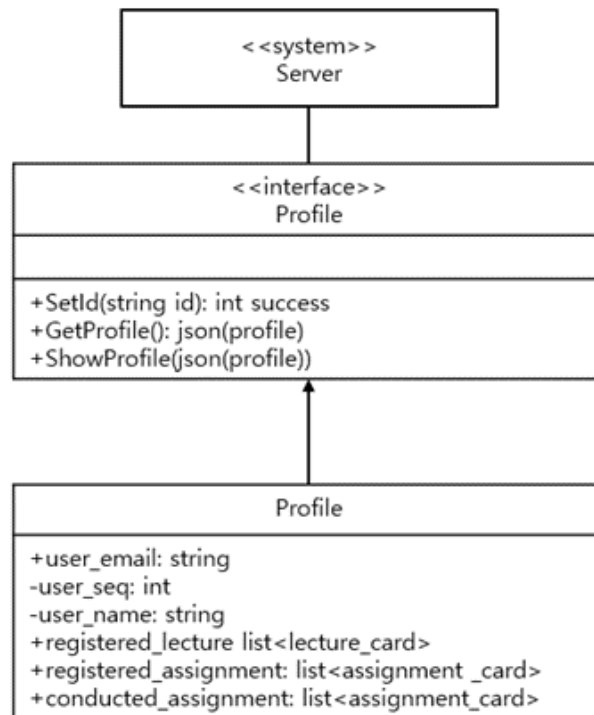 <<system>>
Server
<<interface>>
Profile
+SetId(string id): int success
+GetProfile(): json(profile)
+ShowProfile(json(profile))
Profile
+user_email: string
-user_seq: int
-user_name: string
+registered_lecture list<lecture_card>
+registered_assignment: list<assignment _card>
+conducted_assignment: list<assignment_card>